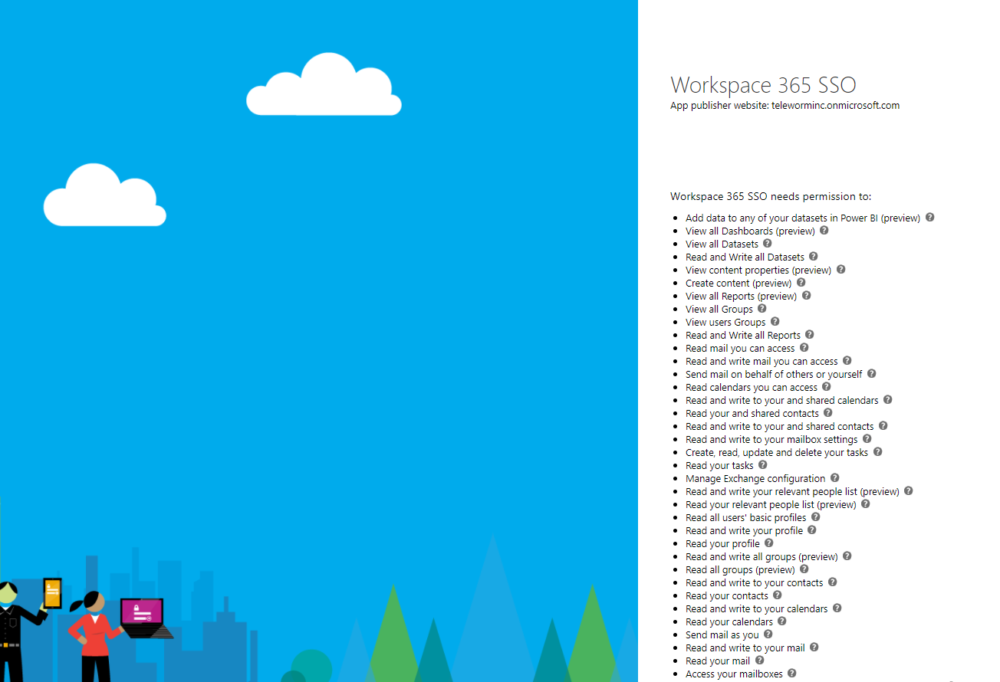 Workspace 365 SSO
App publisher website: teleworminc.onmicrosoft.com
Workspace 365 SSO needs permission to:
Add data to any of your datasets in Power BI (preview)
View all Dashboards (preview)
View all Datasets
Read and Write all Datasets
View content properties (preview)
Create content (preview)
View all Reports (preview)
View all Groups
View users Groups
Read and Write all Reports
Read mail you can access
Read and write mail you can access
Send mail on behalf of others or yourself
Read calendars you can access
Read and write to your and shared calendars
Read your and shared contacts
Read and write to your and shared contacts
Read and write to your mailbox settings
Create, read, update and delete your tasks
Read your tasks
Manage Exchange configuration
Read and write your relevant people list (preview)
Read your relevant people list (preview)
Read all users' basic profiles
Read and write your profile
Read your profile
Read and write all groups (preview)
Read all groups (preview)
Read and write to your contacts
Read your contacts
Read and write to your calendars
Read your calendars
Send mail as you
Read and write to your mail
Read your mail
Access your mailboxes